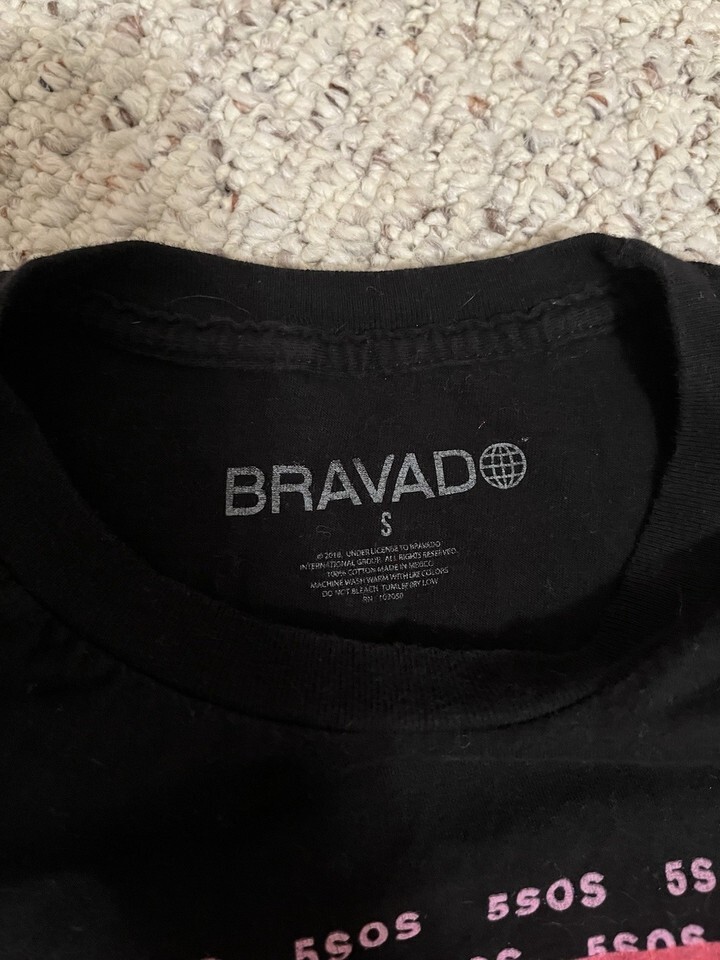 BRAVADO
S
© 2018. UNDER LICENSE TO BRAVADO
INTERNATIONAL GROUP. ALL RIGHTS RESERVED.
100% COTTON MADE IN MEXICO
MACHINE WASH WARM WITH LIKE COLORS
DO NOT BLEACH TUMBLE DRY LOW
RN
5SOS 5S
5SOS
5SOS